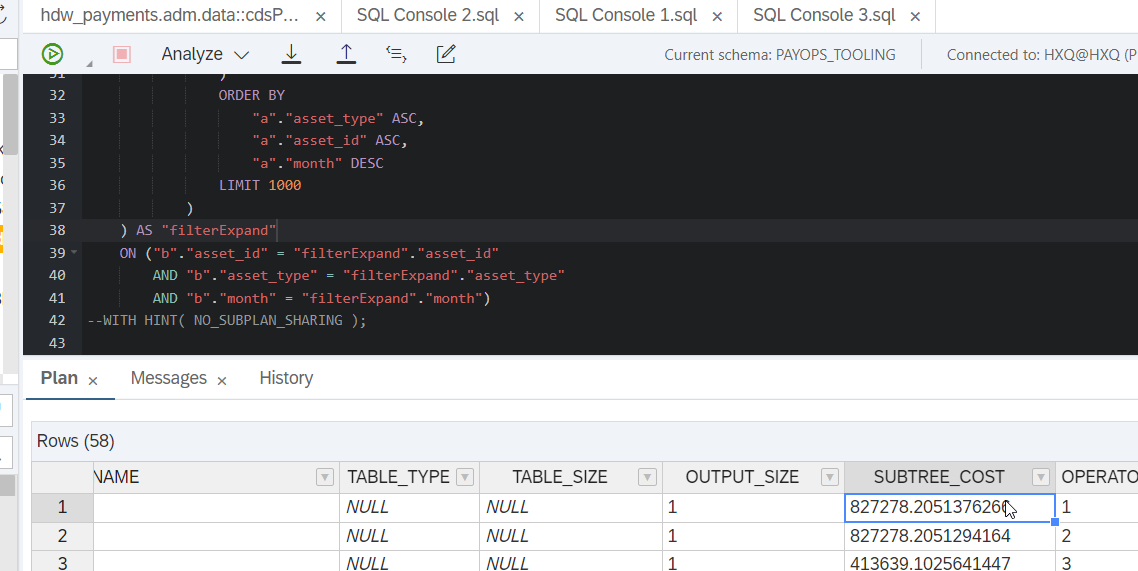 hdw_payments.adm.data::cdsP... × SQL Console 2.sql × SQL Console 1.sql × SQL Console 3.sql ×
Analyze Current schema: PAYOPS_TOOLING Connected to: HXQ@HXQ (P
31 )
32 ORDER BY
33 "a"."asset_type" ASC,
34 "a"."asset_id" ASC,
35 "a"."month" DESC
36 LIMIT 1000
37 )
38 ) AS "filterExpand"
39 ON ("b"."asset_id" = "filterExpand"."asset_id"
40 AND "b"."asset_type" = "filterExpand"."asset_type"
41 AND "b"."month" = "filterExpand"."month")
42 --WITH HINT( NO_SUBPLAN_SHARING );
43
Plan × Messages × History
Rows (58)
NAME TABLE_TYPE TABLE_SIZE OUTPUT_SIZE SUBTREE_COST OPERATO
1 NULL NULL 1 827278.2051376266 1
2 NULL NULL 1 827278.2051294164 2
3 NULL NULL 1 413639.1025641447 3